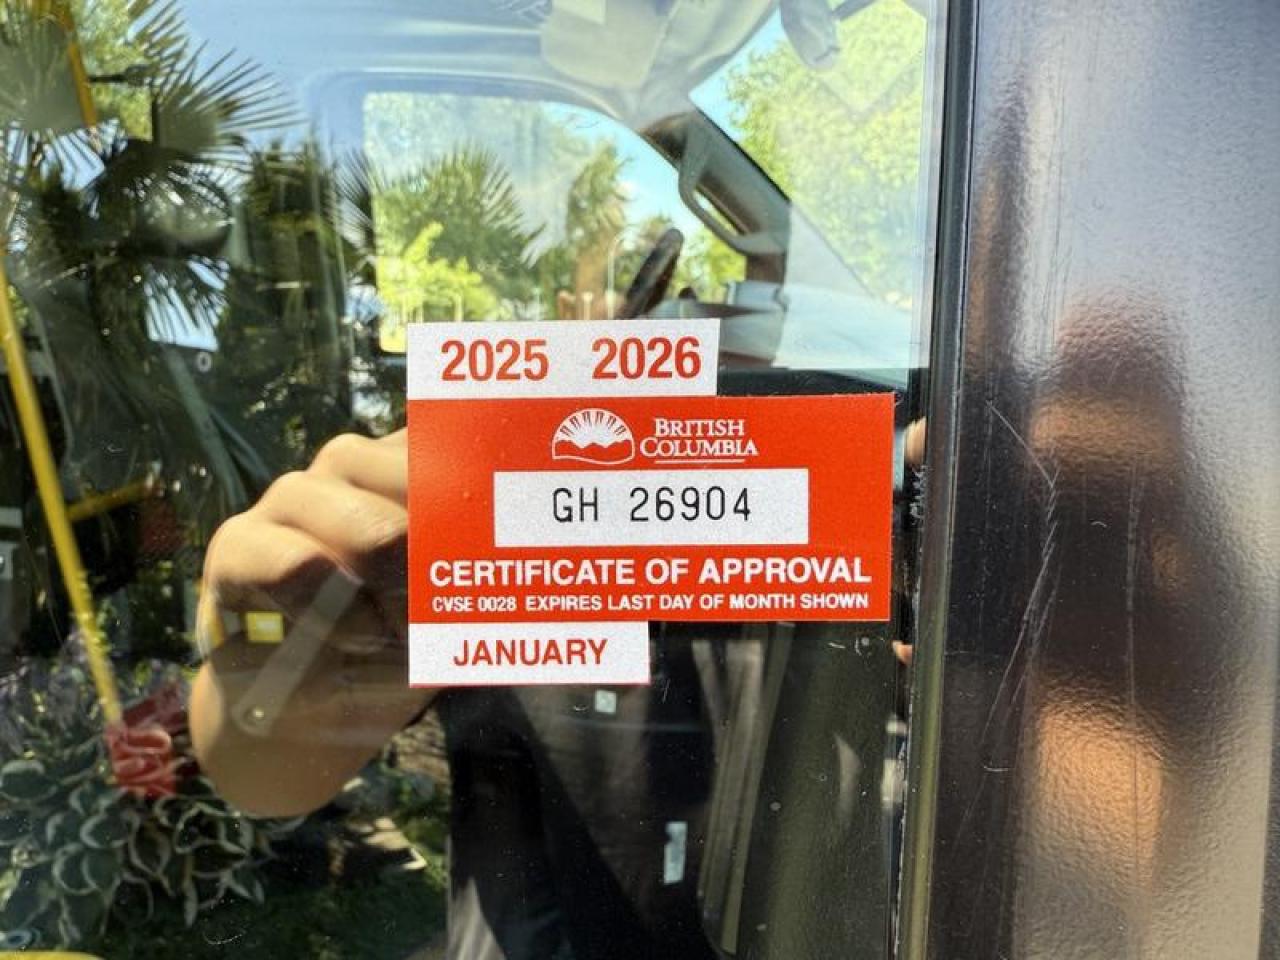 2025 2026
BRITISH
COLUMBIA
GH 26904
CERTIFICATE OF APPROVAL
CVSE 0028 EXPIRES LAST DAY OF MONTH SHOWN
JANUARY